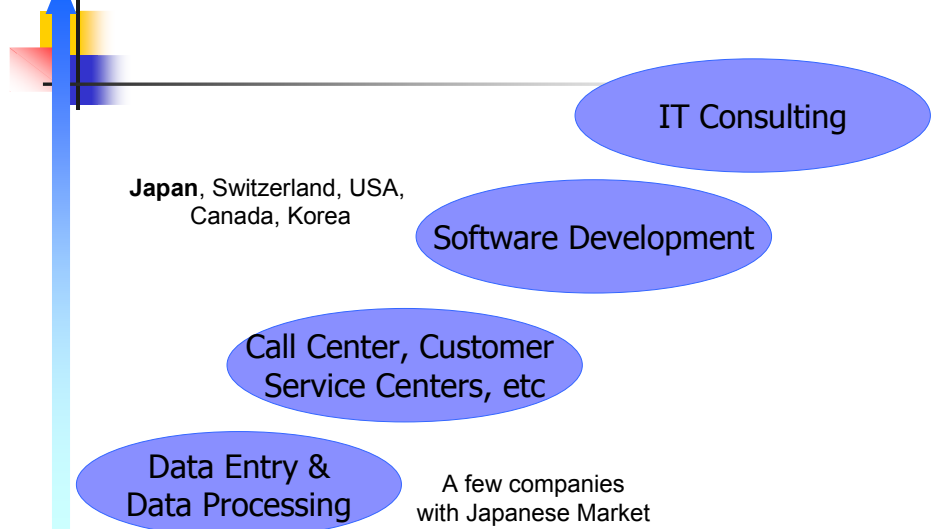 IT Consulting
Japan, Switzerland, USA,
Canada, Korea
Software Development
Call Center, Customer
Service Centers, etc
Data Entry &
Data Processing
A few companies
with Japanese Market